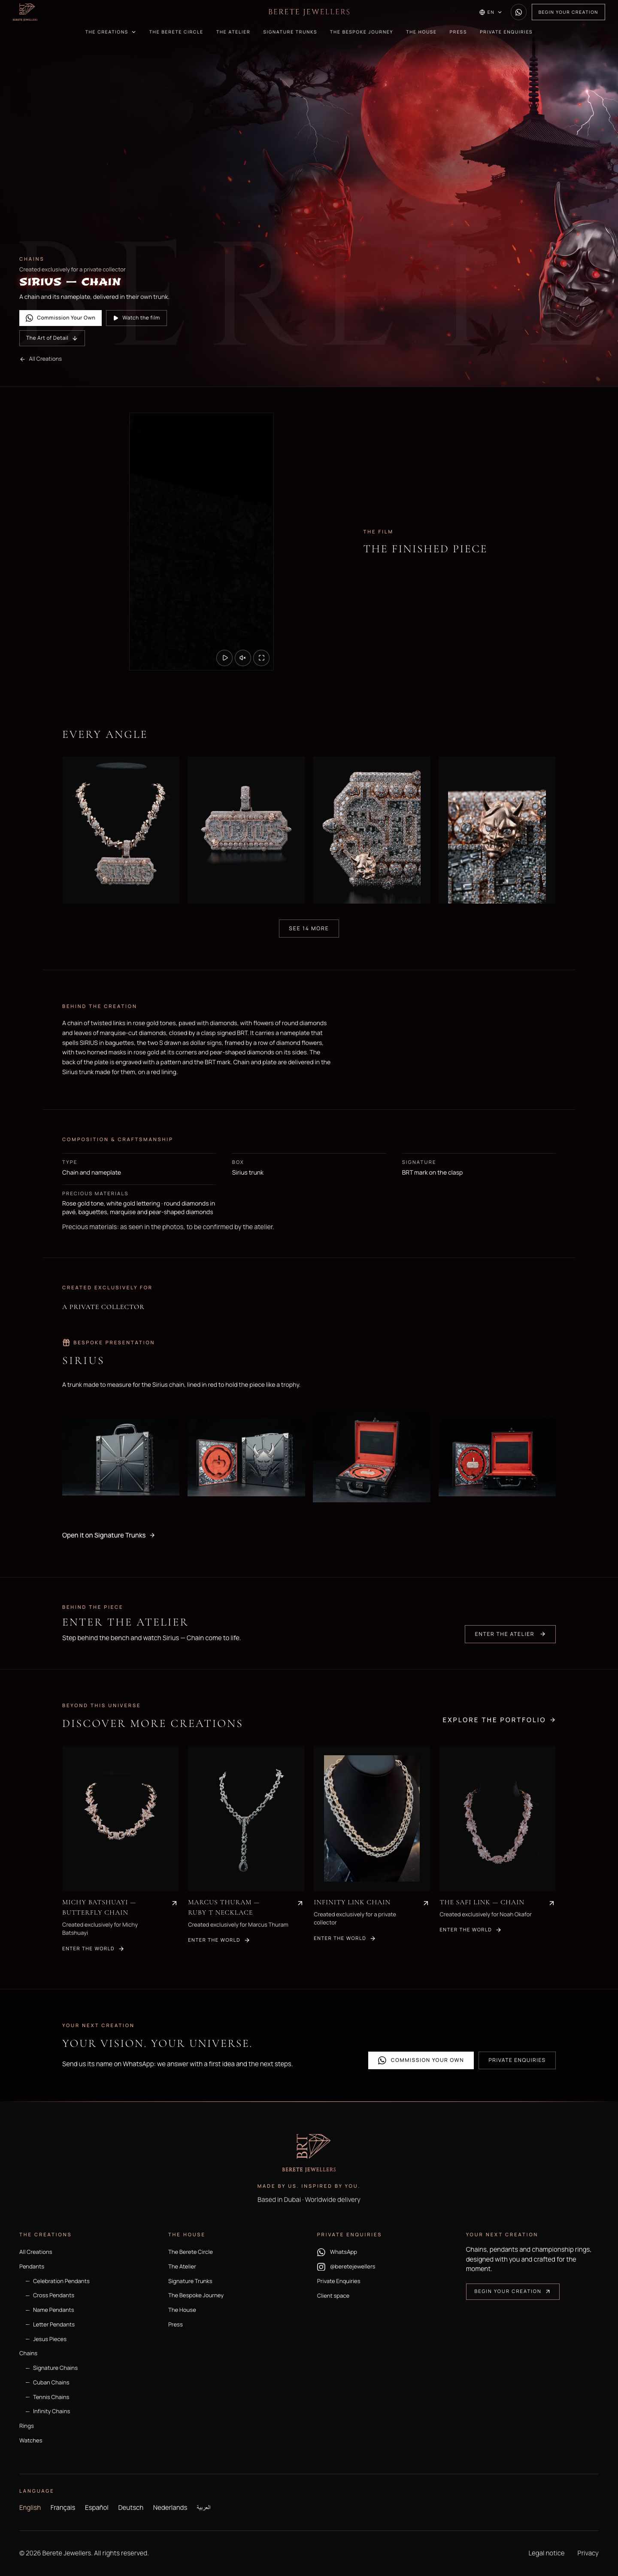 BERETE JEWELLERS
EN
BEGIN YOUR CREATION
THE CREATIONS
THE BERETE CIRCLE
THE ATELIER
SIGNATURE TRUNKS
THE BESPOKE JOURNEY
THE HOUSE
PRESS
PRIVATE ENQUIRIES
CHAINS
Created exclusively for a private collector
SIRIUS — CHAIN
A chain and its nameplate, delivered in their own trunk.
Commission Your Own
Watch the film
The Art of Detail
All Creations
THE FILM
THE FINISHED PIECE
EVERY ANGLE
SEE 14 MORE
BEHIND THE CREATION
A chain of twisted links in rose gold tones, paved with diamonds, with flowers of round diamonds
and leaves of marquise-cut diamonds, closed by a clasp signed BRT. It carries a nameplate that
spells SIRIUS in baguettes, the two S drawn as dollar signs, framed by a row of diamond flowers,
with two horned masks in rose gold at its corners and pear-shaped diamonds on its sides. The
back of the plate is engraved with a pattern and the BRT mark. Chain and plate are delivered in the
Sirius trunk made for them, on a red lining.
COMPOSITION & CRAFTSMANSHIP
TYPE
Chain and nameplate
BOX
Sirius trunk
SIGNATURE
BRT mark on the clasp
PRECIOUS MATERIALS
Rose gold tone, white gold lettering · round diamonds in
pavé, baguettes, marquise and pear-shaped diamonds
Precious materials: as seen in the photos, to be confirmed by the atelier.
CREATED EXCLUSIVELY FOR
A PRIVATE COLLECTOR
BESPOKE PRESENTATION
SIRIUS
A trunk made to measure for the Sirius chain, lined in red to hold the piece like a trophy.
Open it on Signature Trunks
BEHIND THE PIECE
ENTER THE ATELIER
Step behind the bench and watch Sirius — Chain come to life.
ENTER THE ATELIER
BEYOND THIS UNIVERSE
DISCOVER MORE CREATIONS
EXPLORE THE PORTFOLIO
MICHY BATSHUAYI —
BUTTERFLY CHAIN
Created exclusively for Michy
Batshuayi
ENTER THE WORLD
MARCUS THURAM —
RUBY T NECKLACE
Created exclusively for Marcus Thuram
ENTER THE WORLD
INFINITY LINK CHAIN
Created exclusively for a private
collector
ENTER THE WORLD
THE SAFI LINK — CHAIN
Created exclusively for Noah Okafor
ENTER THE WORLD
YOUR NEXT CREATION
YOUR VISION. YOUR UNIVERSE.
Send us its name on WhatsApp: we answer with a first idea and the next steps.
COMMISSION YOUR OWN
PRIVATE ENQUIRIES
BRT
BERETE JEWELLERS
MADE BY US. INSPIRED BY YOU.
Based in Dubai · Worldwide delivery
THE CREATIONS
All Creations
Pendants
— Celebration Pendants
— Cross Pendants
— Name Pendants
— Letter Pendants
— Jesus Pieces
Chains
— Signature Chains
— Cuban Chains
— Tennis Chains
— Infinity Chains
Rings
Watches
THE HOUSE
The Berete Circle
The Atelier
Signature Trunks
The Bespoke Journey
The House
Press
PRIVATE ENQUIRIES
WhatsApp
@beretejewellers
Private Enquiries
Client space
YOUR NEXT CREATION
Chains, pendants and championship rings,
designed with you and crafted for the
moment.
BEGIN YOUR CREATION
LANGUAGE
English Français Español Deutsch Nederlands العربية
© 2026 Berete Jewellers. All rights reserved.
Legal notice
Privacy